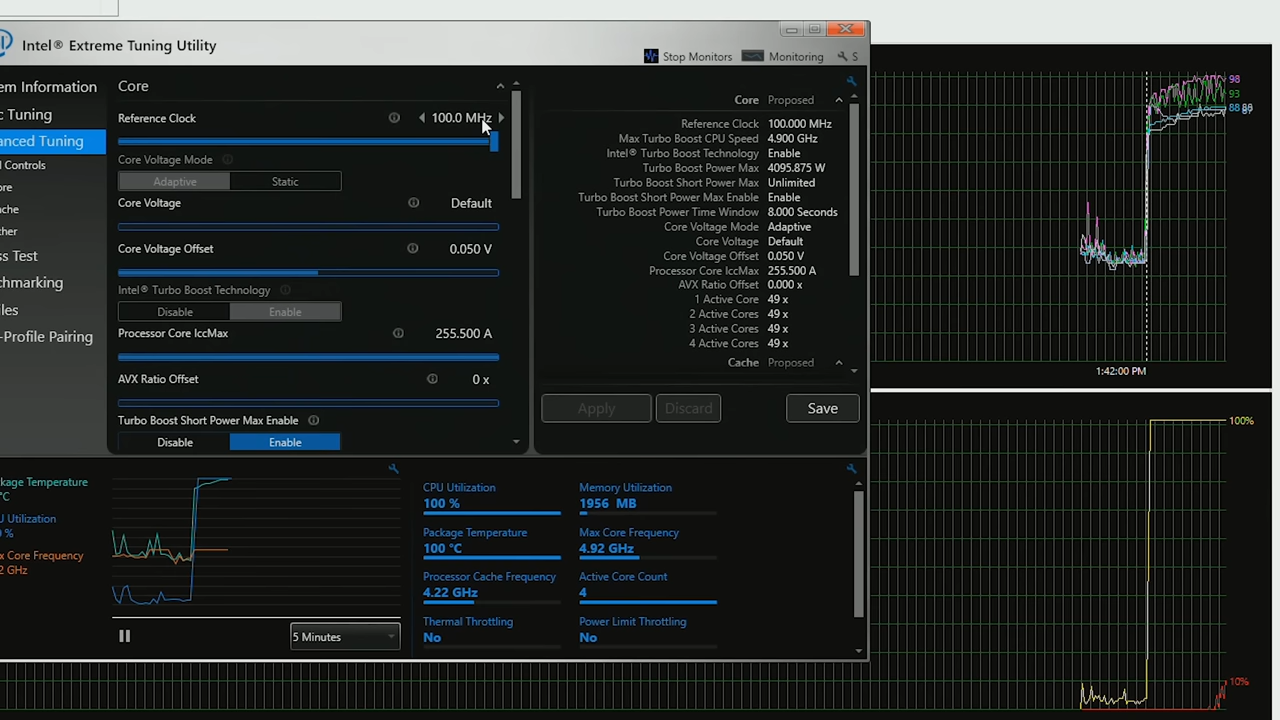 Intel® Extreme Tuning Utility
Stop Monitors Monitoring S
em Information
c Tuning
anced Tuning
l Controls
ore
che
her
ss Test
chmarking
iles
-Profile Pairing
Core
Reference Clock 100.0 MHz
Core Voltage Mode
Adaptive Static
Core Voltage Default
Core Voltage Offset 0.050 V
Intel® Turbo Boost Technology
Disable Enable
Processor Core IccMax 255.500 A
AVX Ratio Offset 0 x
Turbo Boost Short Power Max Enable
Disable Enable
Core Proposed
Reference Clock 100.000 MHz
Max Turbo Boost CPU Speed 4.900 GHz
Intel® Turbo Boost Technology Enable
Turbo Boost Power Max 4095.875 W
Turbo Boost Short Power Max Unlimited
Turbo Boost Short Power Max Enable Enable
Turbo Boost Power Time Window 8.000 Seconds
Core Voltage Mode Adaptive
Core Voltage Default
Core Voltage Offset 0.050 V
Processor Core IccMax 255.500 A
AVX Ratio Offset 0.000 x
1 Active Core 49 x
2 Active Cores 49 x
3 Active Cores 49 x
4 Active Cores 49 x
Cache Proposed
Apply Discard Save
98
93
88
1:42:00 PM
ckage Temperature
°C
U Utilization
%
x Core Frequency
2 GHz
5 Minutes
CPU Utilization
100 %
Memory Utilization
1956 MB
Package Temperature
100 °C
Max Core Frequency
4.92 GHz
Processor Cache Frequency
4.22 GHz
Active Core Count
4
Thermal Throttling
No
Power Limit Throttling
No
100%
10%